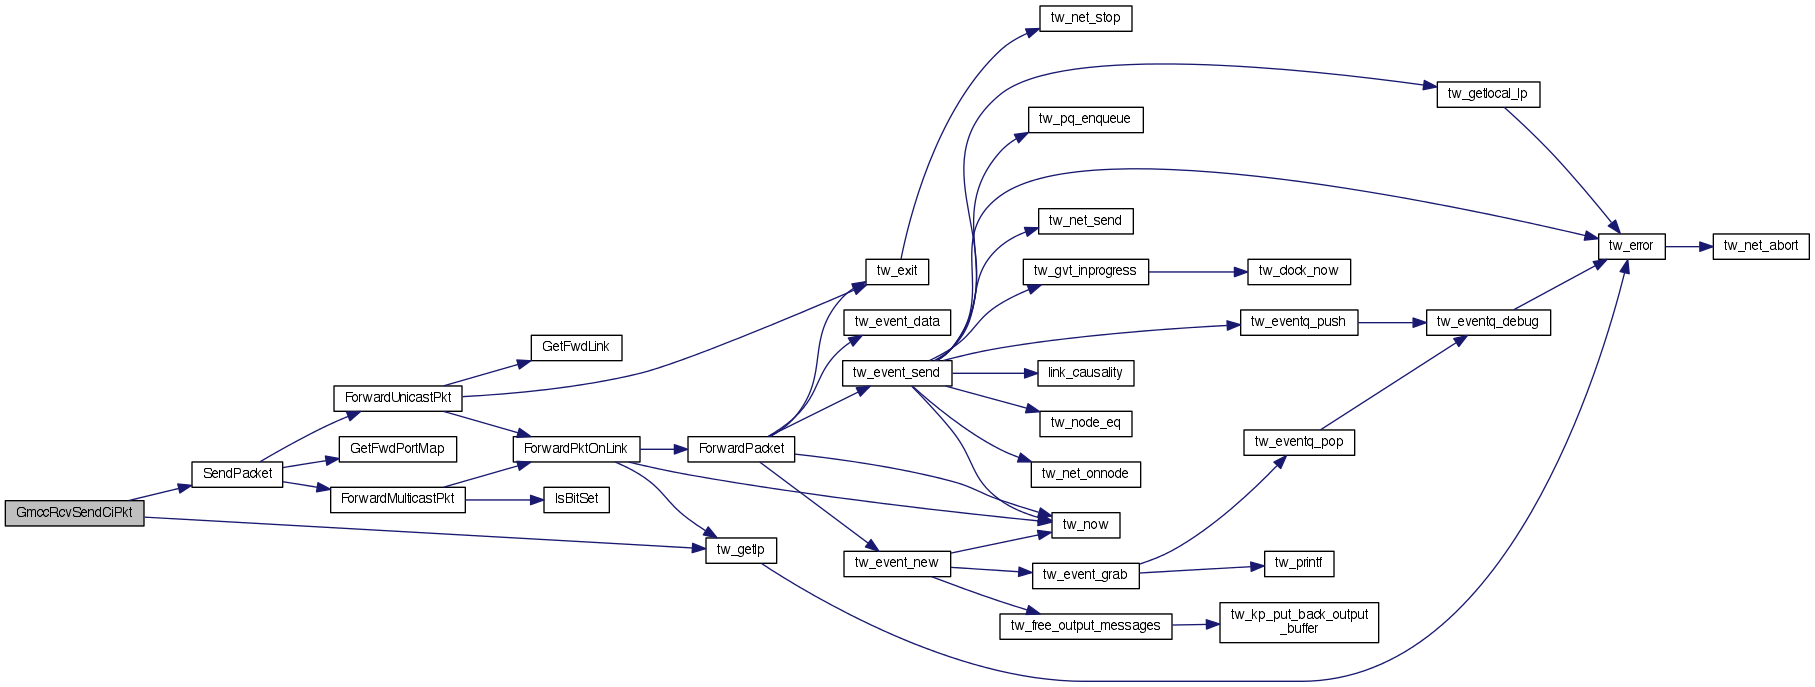 tw_net_stop
tw_getlocal_lp
tw_pq_enqueue
tw_net_send
tw_error
tw_net_abort
tw_exit
tw_gvt_inprogress
tw_clock_now
tw_event_data
tw_eventq_push
tw_eventq_debug
GetFwdLink
tw_event_send
link_causality
ForwardUnicastPkt
tw_node_eq
GetFwdPortMap
ForwardPktOnLink
ForwardPacket
tw_eventq_pop
SendPacket
tw_net_onnode
ForwardMulticastPkt
IsBitSet
GmccRcvSendCiPkt
tw_now
tw_getlp
tw_event_new
tw_event_grab
tw_printf
tw_free_output_messages
tw_kp_put_back_output
_buffer